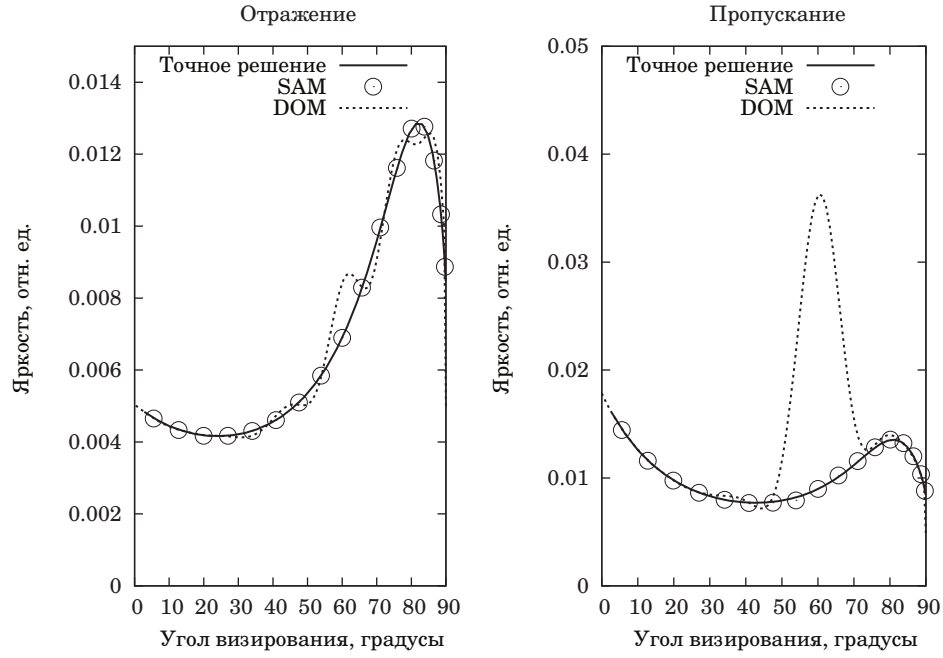 Отражение
0.014
0.012
0.01
0.008
0.006
0.004
0.002
0
Точное решение
SAM
DOM
0 10 20 30 40 50 60 70 80 90
Угол визирования, градусы
Яркость, отн. ед.
Пропускание
0.05
0.04
0.03
0.02
0.01
0
Точное решение
SAM
DOM
0 10 20 30 40 50 60 70 80 90
Угол визирования, градусы
Яркость, отн. ед.